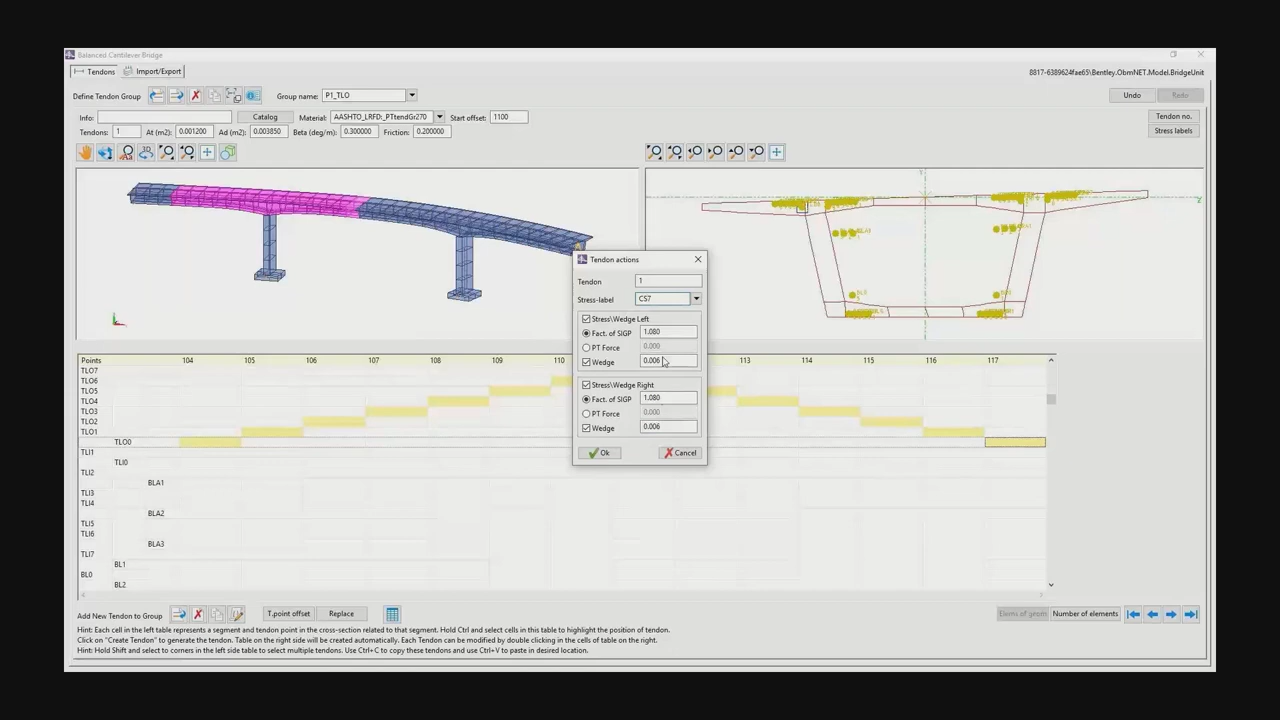 Balanced Cantilever Bridge
Tendons Import/Export
8817-6389624fae65\Bentley.ObmNET.Model.BridgeUnit
Define Tendon Group Group name: P1_TLO Undo Redo
Info: Catalog Material: AASHTO_LRFD:_PTtendGr270 Start offset: 1100 Tendon no.
Tendons: 1 At (m2): 0.001200 Ad (m2): 0.003850 Beta (deg/m): 0.300000 Friction: 0.200000 Stress labels
Tendon actions
Tendon 1
Stress-label CS7
Stress\Wedge Left
Fact. of SIGP 1.080
PT Force 0.000
Wedge 0.006
Stress\Wedge Right
Fact. of SIGP 1.080
PT Force 0.000
Wedge 0.006
Ok Cancel
Points 104 105 106 107 108 109 110 113 114 115 116 117
TLO7
TLO6
TLO5
TLO4
TLO3
TLO2
TLO1
TLO0
TLI1
TLI0
TLI2
BLA1
TLI3
TLI4
BLA2
TLI5
TLI6
BLA3
TLI7
BL1
BL0
BL2
Add New Tendon to Group T.point offset Replace Elems of geom Number of elements
Hint: Each cell in the left table represents a segment and tendon point in the cross-section related to that segment. Hold Ctrl and select cells in this table to highlight the position of tendon.
Click on "Create Tendon" to generate the tendon. Table on the right side will be created automatically. Each Tendon can be modified by double clicking in the cells of table on the right.
Hint: Hold Shift and select to corners in the left side table to select multiple tendons. Use Ctrl+C to copy these tendons and use Ctrl+V to paste in desired location.